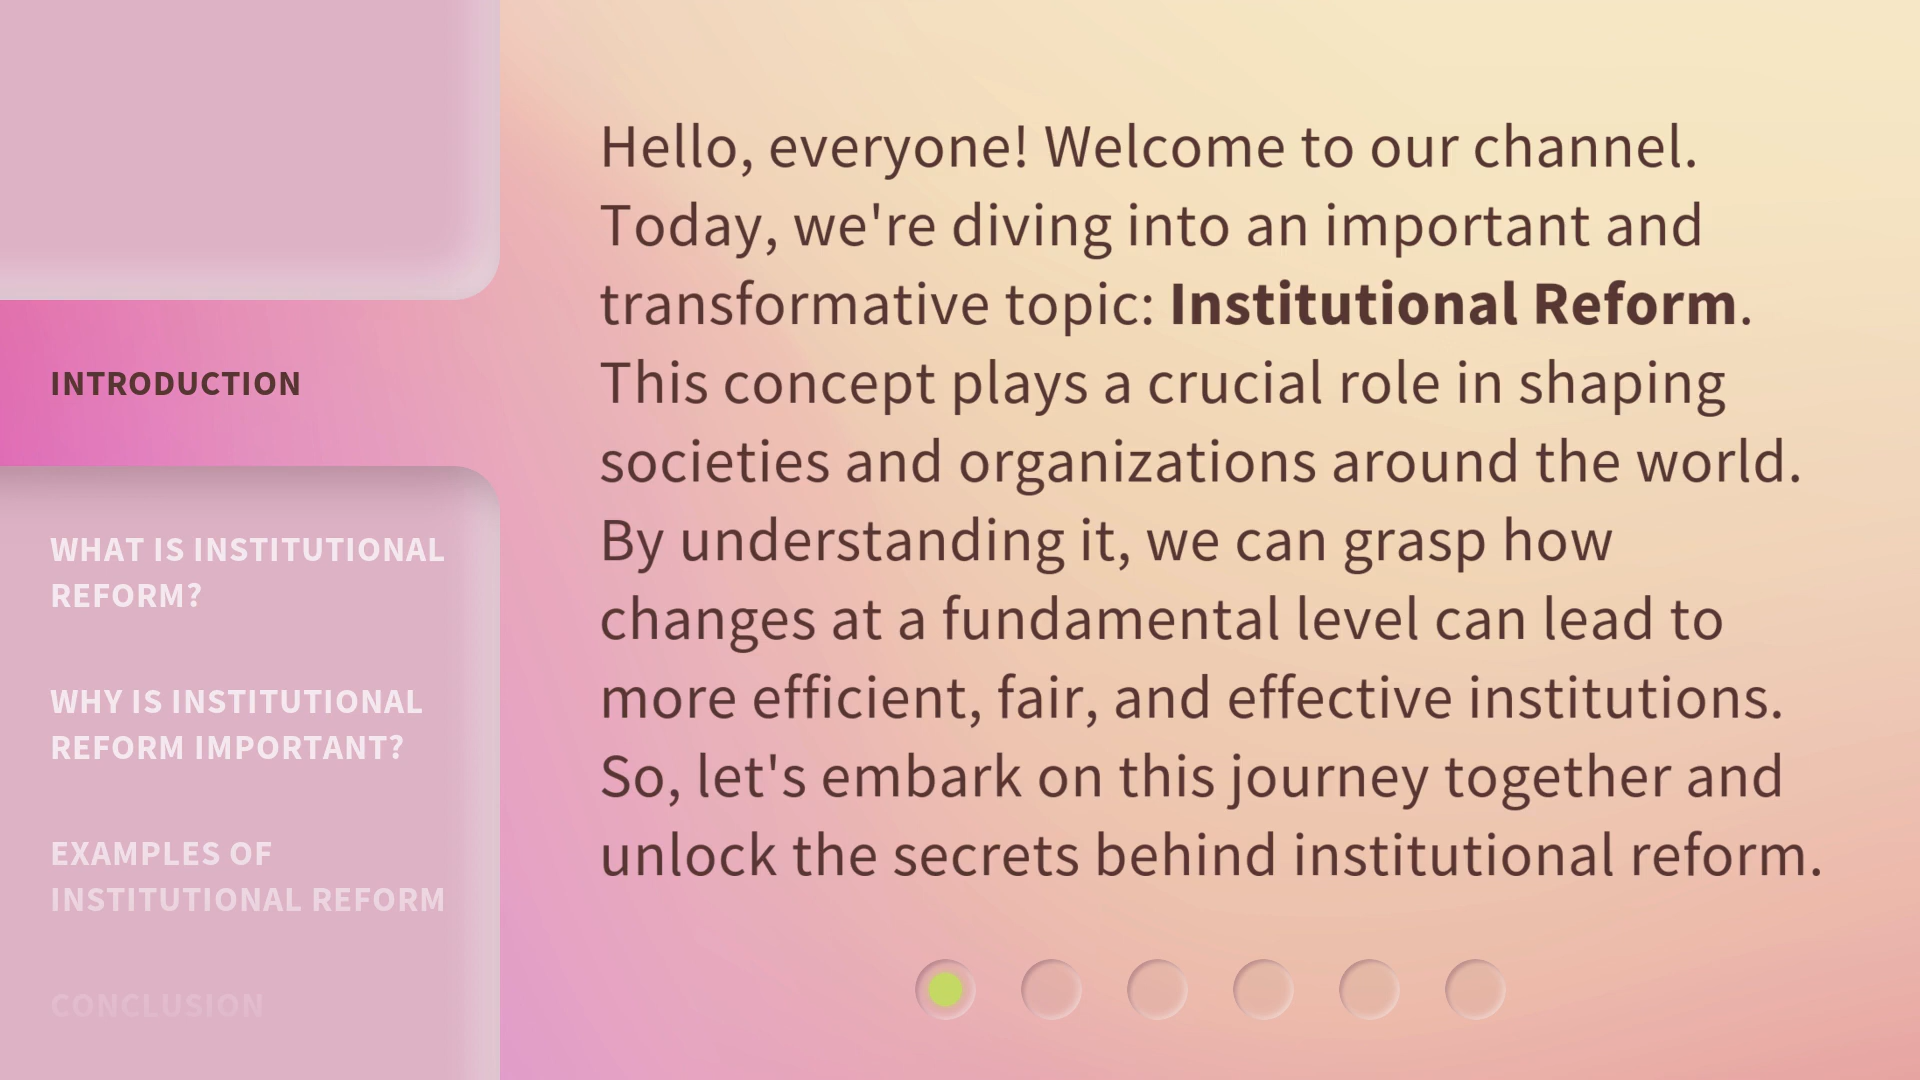 INTRODUCTION
WHAT IS INSTITUTIONAL
REFORM?
WHY IS INSTITUTIONAL
REFORM IMPORTANT?
EXAMPLES OF
INSTITUTIONAL REFORM
CONCLUSION
Hello, everyone! Welcome to our channel.
Today, we're diving into an important and
transformative topic: Institutional Reform.
This concept plays a crucial role in shaping
societies and organizations around the world.
By understanding it, we can grasp how
changes at a fundamental level can lead to
more efficient, fair, and effective institutions.
So, let's embark on this journey together and
unlock the secrets behind institutional reform.